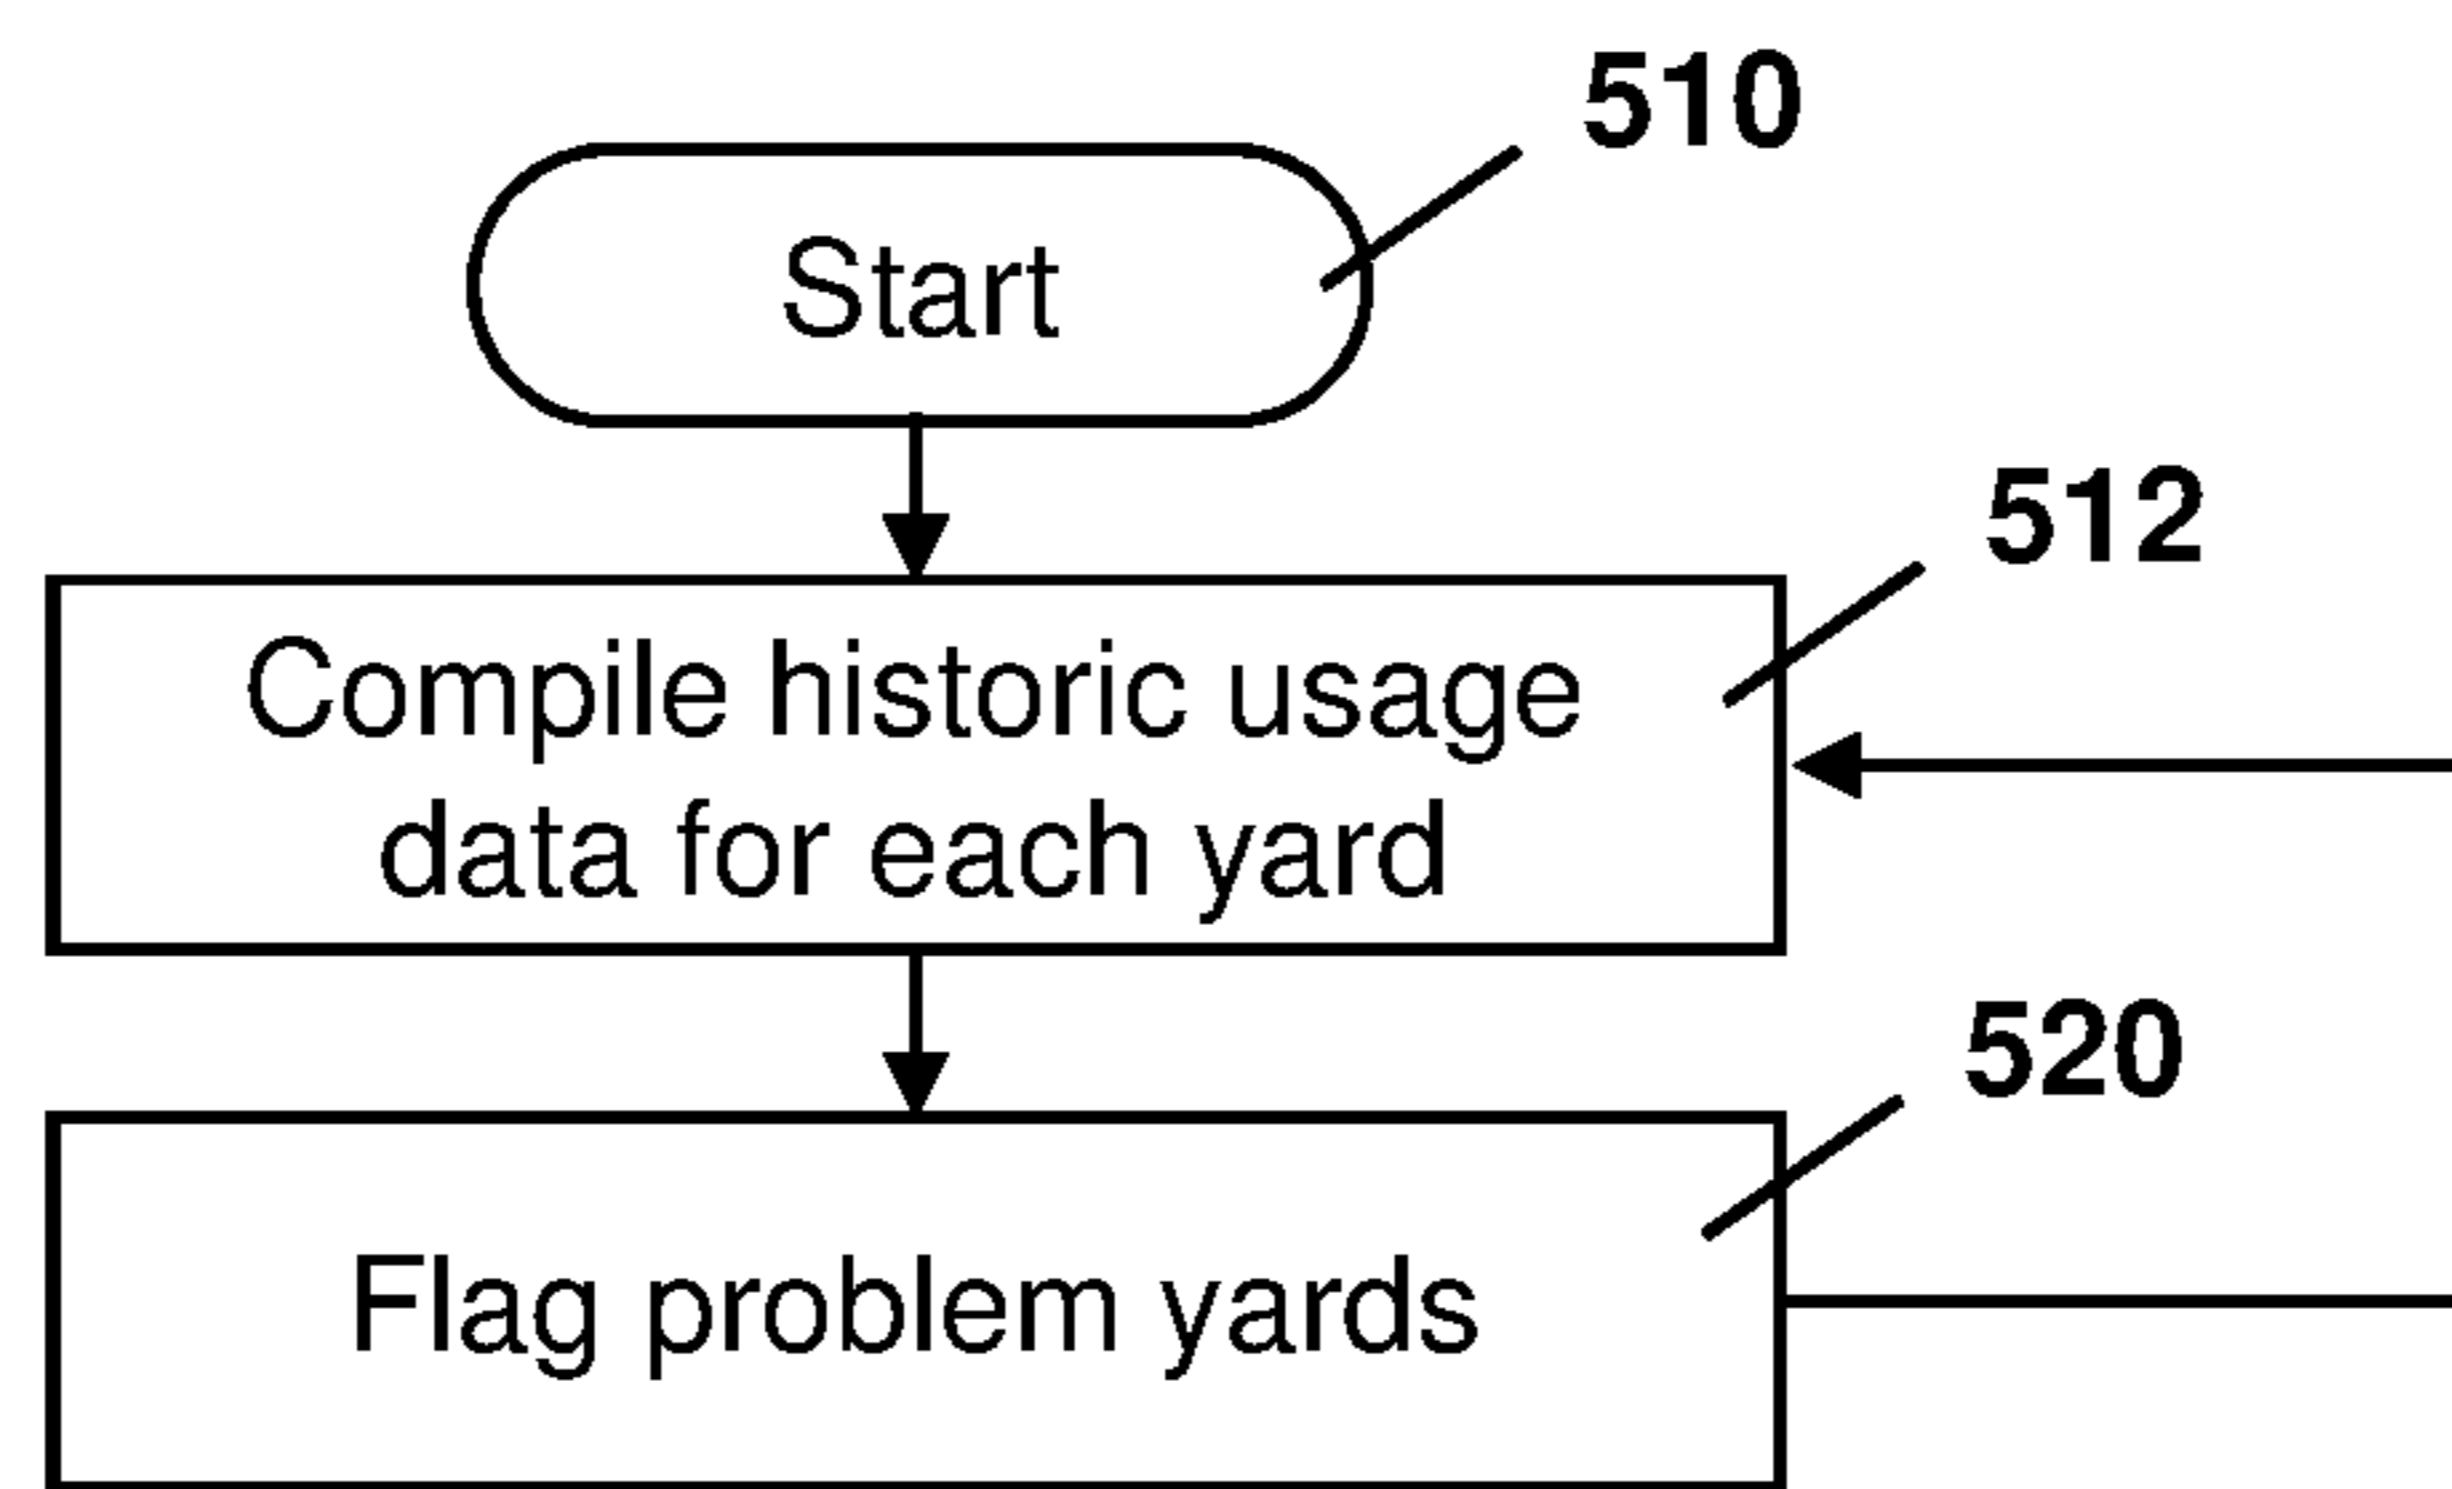 510
Start
512
Compile historic usage
data for each yard
520
Flag problem yards